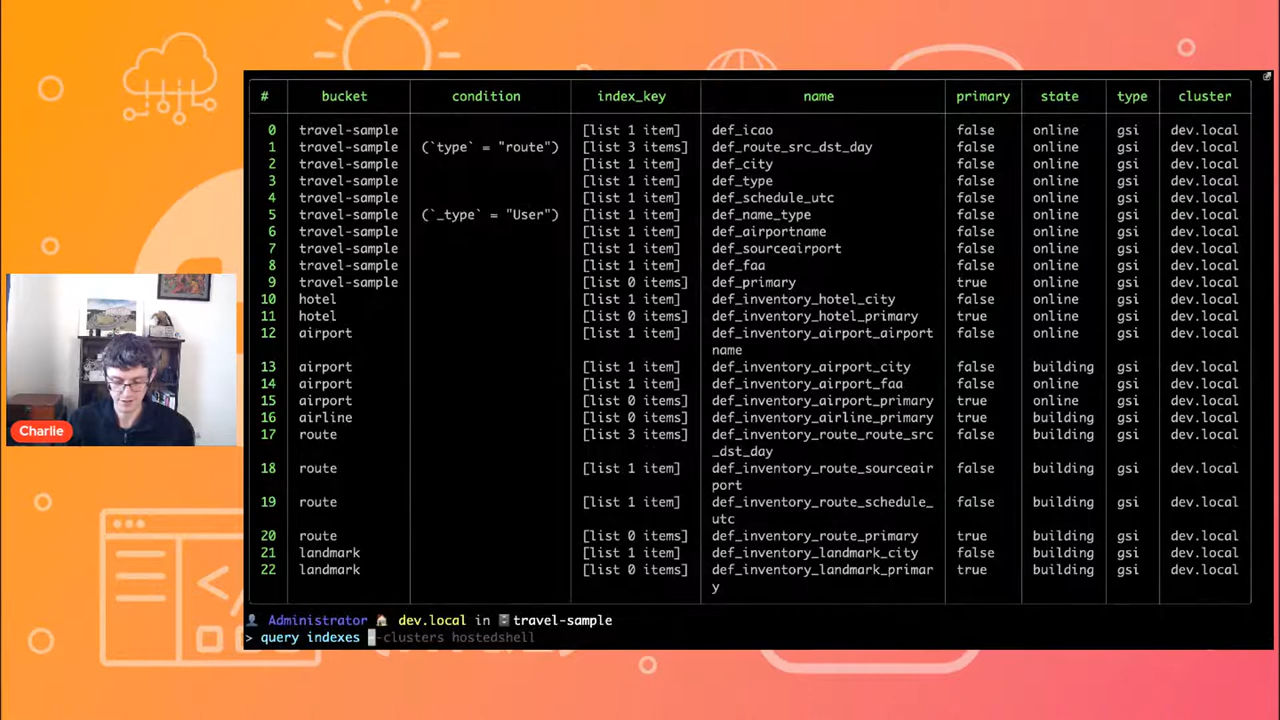 # bucket condition index_key name primary state type cluster
0 travel-sample [list 1 item] def_icao false online gsi dev.local
1 travel-sample (`type` = "route") [list 3 items] def_route_src_dst_day false online gsi dev.local
2 travel-sample [list 1 item] def_city false online gsi dev.local
3 travel-sample [list 1 item] def_type false online gsi dev.local
4 travel-sample [list 1 item] def_schedule_utc false online gsi dev.local
5 travel-sample (`_type` = "User") [list 1 item] def_name_type false online gsi dev.local
6 travel-sample [list 1 item] def_airportname false online gsi dev.local
7 travel-sample [list 1 item] def_sourceairport false online gsi dev.local
8 travel-sample [list 1 item] def_faa false online gsi dev.local
9 travel-sample [list 0 items] def_primary true online gsi dev.local
10 hotel [list 1 item] def_inventory_hotel_city false online gsi dev.local
11 hotel [list 0 items] def_inventory_hotel_primary true online gsi dev.local
12 airport [list 1 item] def_inventory_airport_airport false online gsi dev.local
name
13 airport [list 1 item] def_inventory_airport_city false building gsi dev.local
14 airport [list 1 item] def_inventory_airport_faa false online gsi dev.local
15 airport [list 0 items] def_inventory_airport_primary true online gsi dev.local
16 airline [list 0 items] def_inventory_airline_primary true building gsi dev.local
17 route [list 3 items] def_inventory_route_route_src false building gsi dev.local
_dst_day
18 route [list 1 item] def_inventory_route_sourceair false building gsi dev.local
port
19 route [list 1 item] def_inventory_route_schedule_ false building gsi dev.local
utc
20 route [list 0 items] def_inventory_route_primary true building gsi dev.local
21 landmark [list 1 item] def_inventory_landmark_city false building gsi dev.local
22 landmark [list 0 items] def_inventory_landmark_primar true building gsi dev.local
y
Administrator dev.local in travel-sample
> query indexes --clusters hostedshell
Charlie